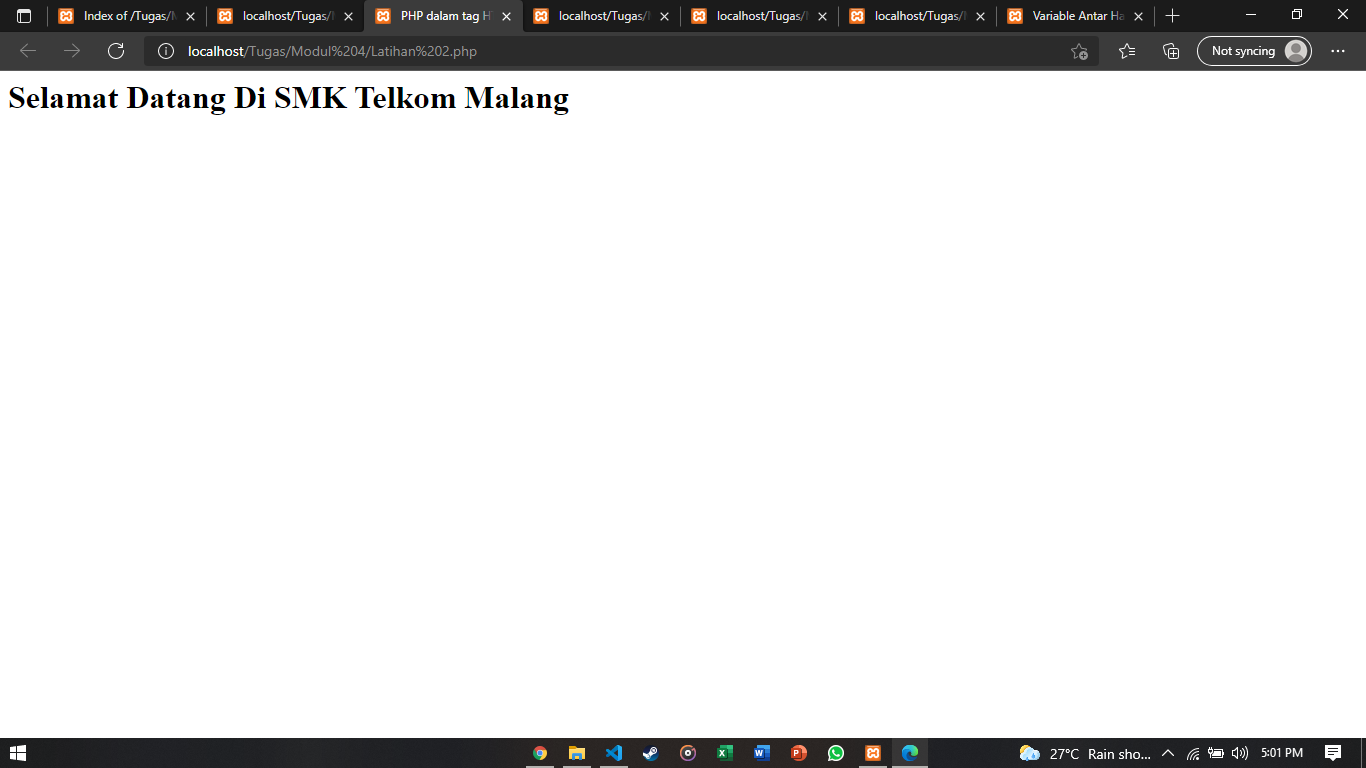 Index of /Tugas/M
localhost/Tugas/
PHP dalam tag H
localhost/Tugas/
localhost/Tugas/
localhost/Tugas/
Variable Antar Ha
localhost/Tugas/Modul%204/Latihan%202.php
Not syncing
Selamat Datang Di SMK Telkom Malang
27°C Rain sho...
5:01 PM